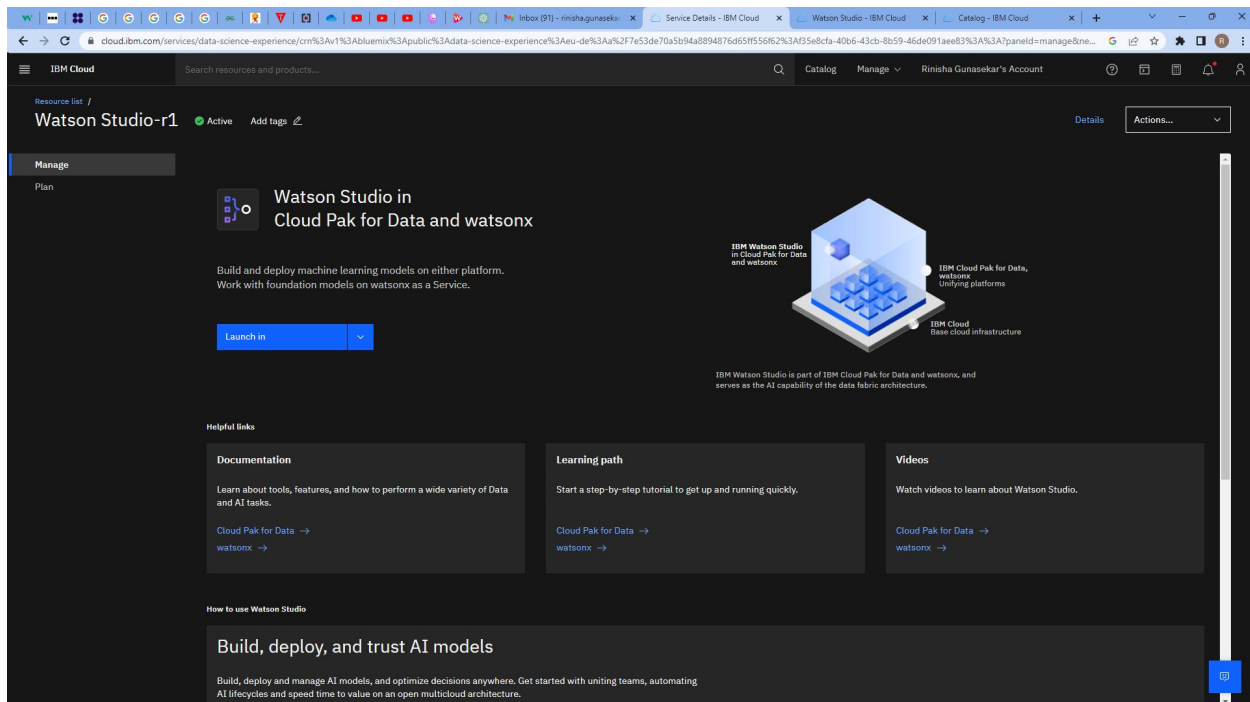 Inbox (91) - rinisha.gunasekar
Service Details - IBM Cloud
Watson Studio - IBM Cloud
Catalog - IBM Cloud
cloud.ibm.com/services/data-science-experience/crn%3Av1%3Abluemix%3Apublic%3Adata-science-experience%3Aeu-de%3Aa%2F7e53de70a5b94a8894876d65ff556f62%3Af35e8cfa-40b6-43cb-8b59-46de091aee83%3A%3A?paneId=manage&ne...
IBM Cloud
Search resources and products...
Catalog
Manage
Rinisha Gunasekar's Account
Resource list /
Watson Studio-r1
Active
Add tags
Details
Actions...
Manage
Plan
Watson Studio in
Cloud Pak for Data and watsonx
Build and deploy machine learning models on either platform.
Work with foundation models on watsonx as a Service.
Launch in
IBM Watson Studio
in Cloud Pak for Data
and watsonx
IBM Cloud Pak for Data,
watsonx
Unifying platforms
IBM Cloud
Base cloud infrastructure
IBM Watson Studio is part of IBM Cloud Pak for Data and watsonx, and
serves as the AI capability of the data fabric architecture.
Helpful links
Documentation
Learn about tools, features, and how to perform a wide variety of Data
and AI tasks.
Cloud Pak for Data →
watsonx →
Learning path
Start a step-by-step tutorial to get up and running quickly.
Cloud Pak for Data →
watsonx →
Videos
Watch videos to learn about Watson Studio.
Cloud Pak for Data →
watsonx →
How to use Watson Studio
Build, deploy, and trust AI models
Build, deploy and manage AI models, and optimize decisions anywhere. Get started with uniting teams, automating
AI lifecycles and speed time to value on an open multicloud architecture.